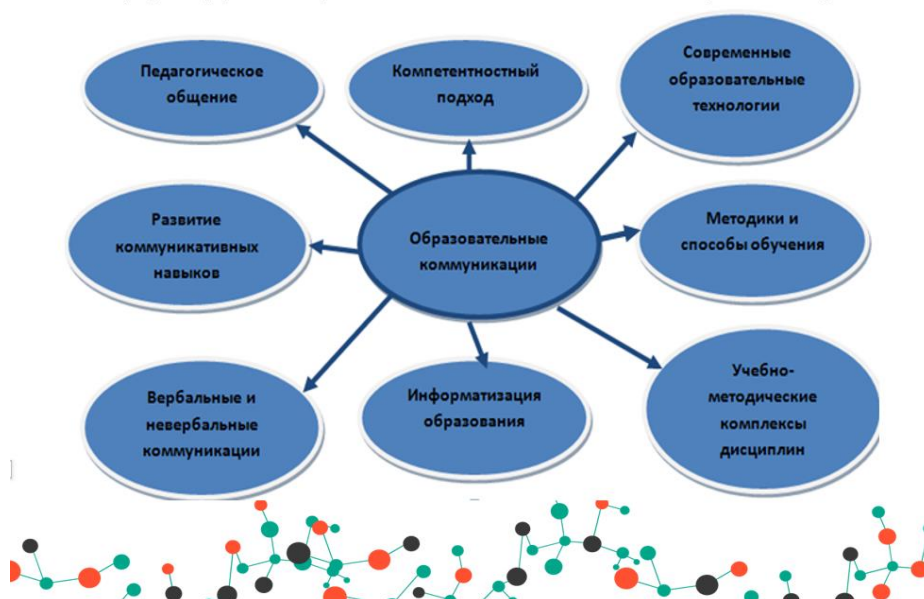 Педагогическое
общение
Компетентностный
подход
Современные
образовательные
технологии
Развитие
коммуникативных
навыков
Образовательные
коммуникации
Методики и
способы обучения
Вербальные и
невербальные
коммуникации
Информатизация
образования
Учебно-
методические
комплексы
дисциплин